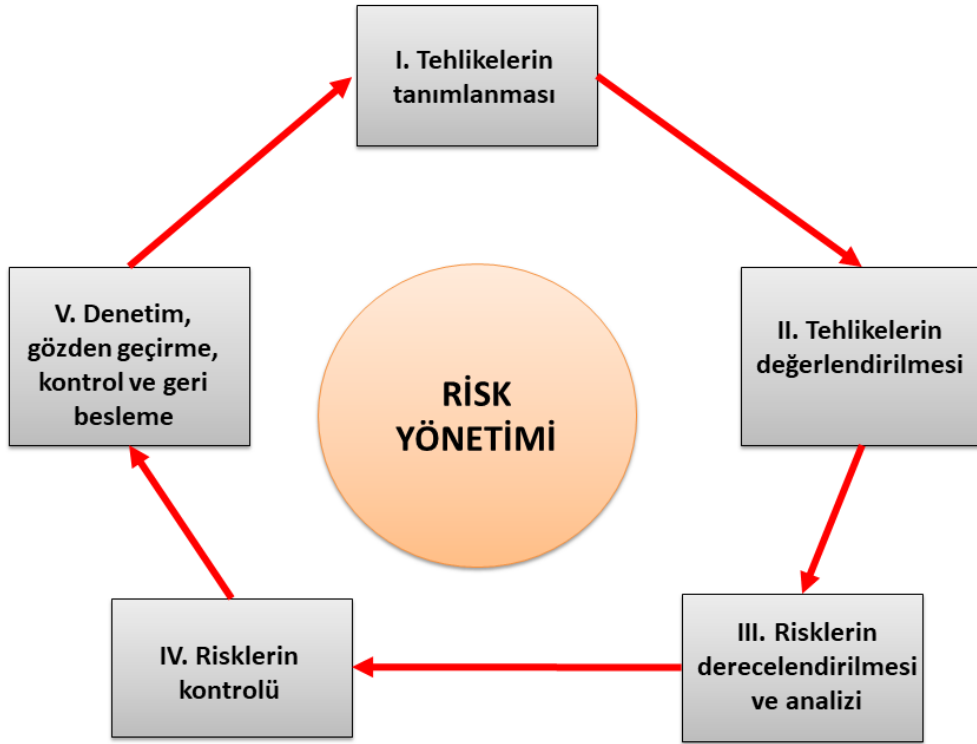 I. Tehlikelerin
tanımlanması
II. Tehlikelerin
değerlendirilmesi
III. Risklerin
derecelendirilmesi
ve analizi
IV. Risklerin
kontrolü
V. Denetim,
gözden geçirme,
kontrol ve geri
besleme
RİSK
YÖNETİMİ